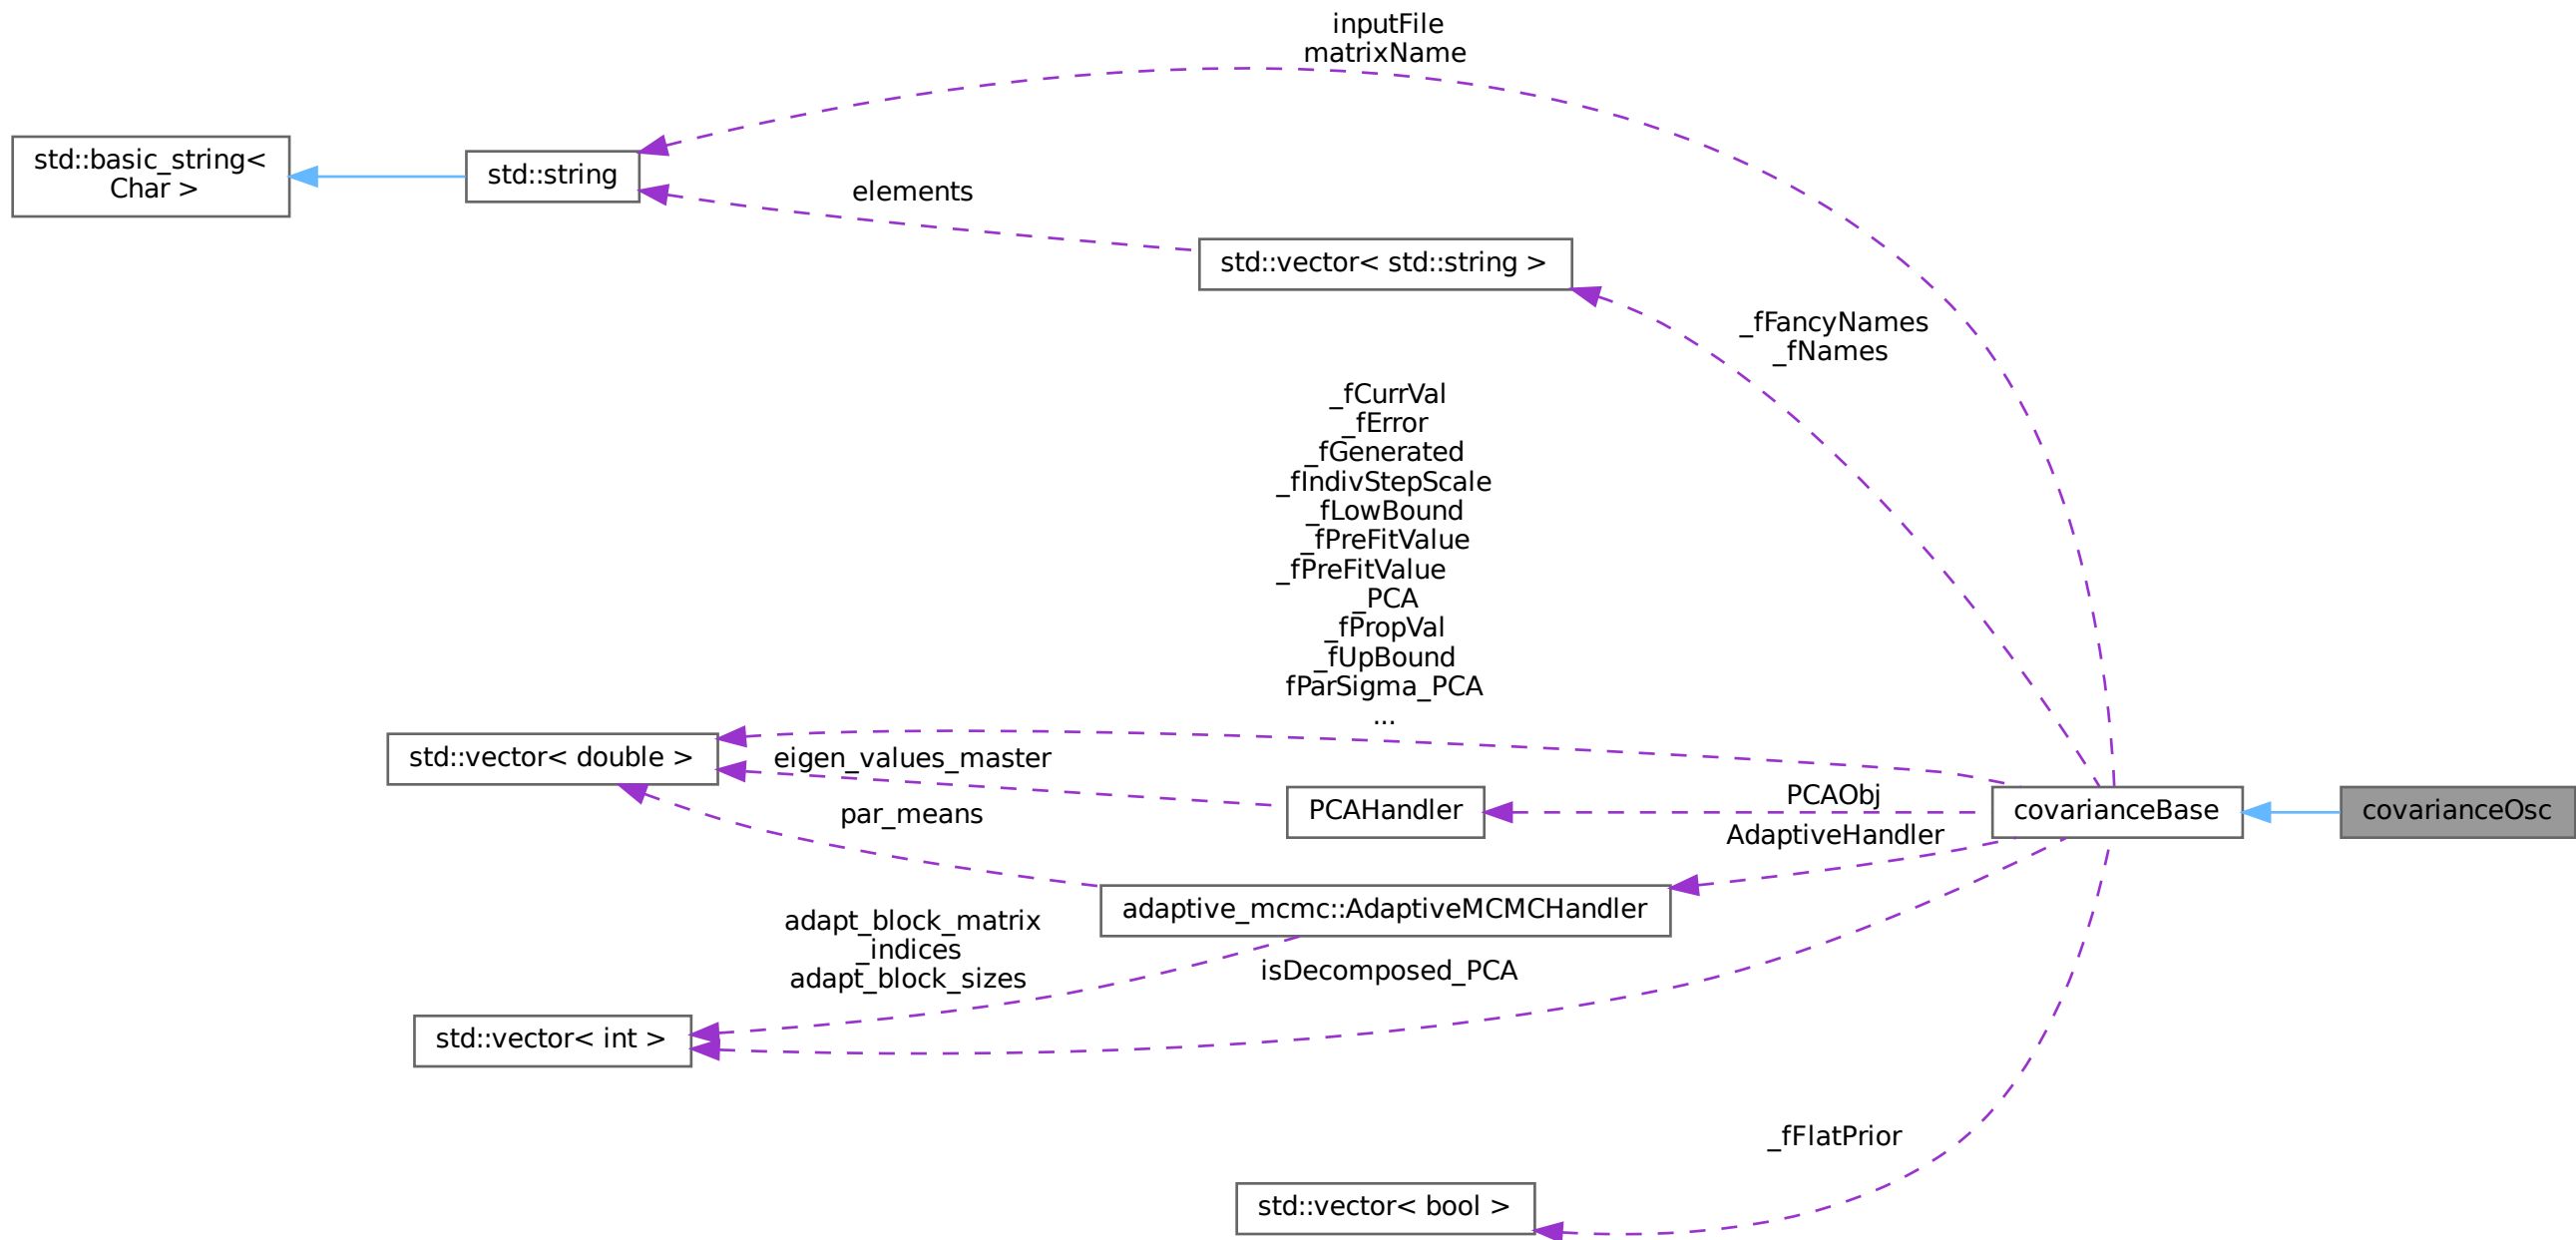 inputFile
matrixName
std::basic_string<
Char >
std::string
elements
std::vector< std::string >
_fFancyNames
_fNames
_fCurrVal
_fError
_fGenerated
_fIndivStepScale
_fLowBound
_fPreFitValue
_fPreFitValue
_PCA
_fPropVal
_fUpBound
fParSigma_PCA
...
std::vector< double >
eigen_values_master
par_means
PCAHandler
PCAObj
AdaptiveHandler
covarianceBase
covarianceOsc
adaptive_mcmc::AdaptiveMCMCHandler
adapt_block_matrix
_indices
adapt_block_sizes
isDecomposed_PCA
std::vector< int >
_fFlatPrior
std::vector< bool >